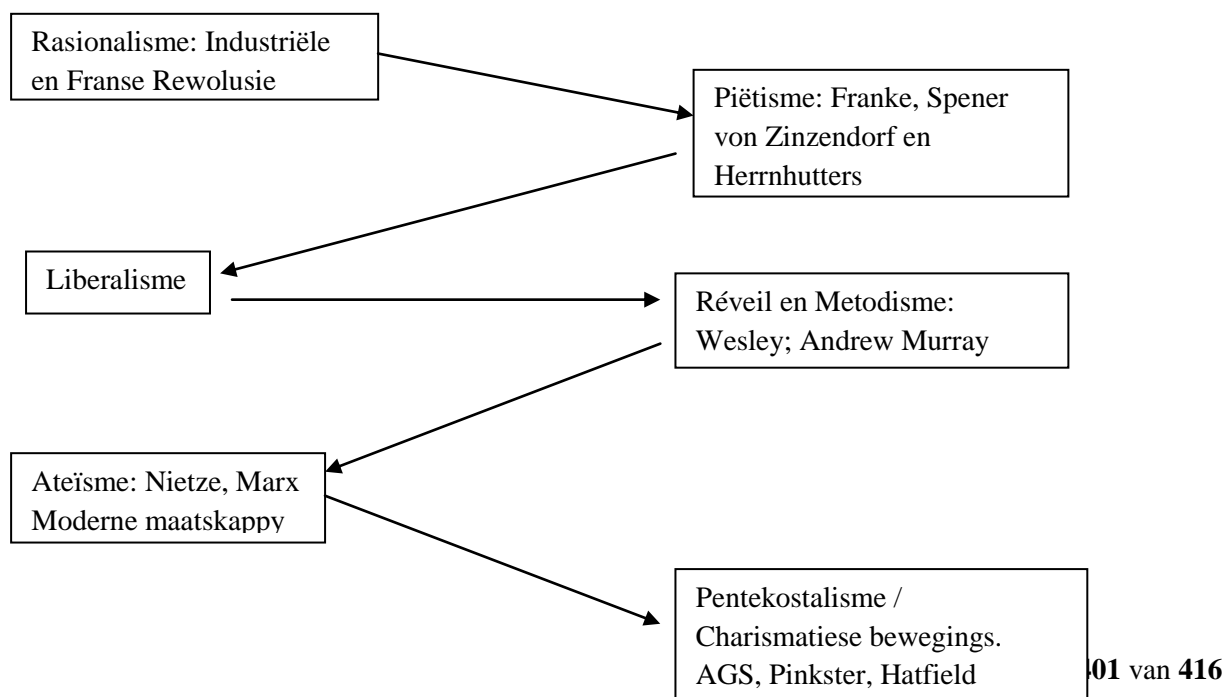 Rasionalisme: Industriële
en Franse Rewolusie
Piëtisme: Franke, Spener
von Zinzendorf en
Herrnhutters
Liberalisme
Réveil en Metodisme:
Wesley; Andrew Murray
Ateïsme: Nietze, Marx
Moderne maatskappy
Pentekostalisme /
Charismatiese bewegings.
AGS, Pinkster, Hatfield
01 van 416